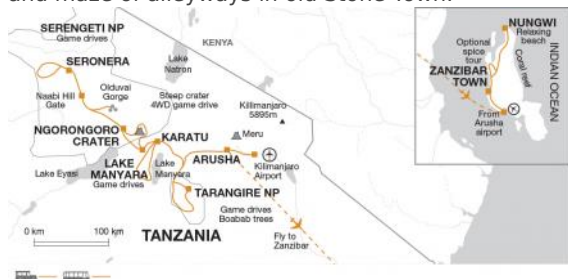 and maze of alleyways in old Stone Town.
SERENGETI NP
Game drives
SERONERA
Naabi Hill
Gate
Olduvai
Gorge
Lake
Natron
KENYA
Steep crater
4WD game drive
Killimanjaro
5895m
Meru
NGORONGORO
CRATER
KARATU
ARUSHA
Kilimanjaro
Airport
LAKE
MANYARA
Game drives
Lake
Manyara
Lake Eyasi
TARANGIRE NP
Game drives
Boabab trees
0 km
100 km
TANZANIA
Fly to
Zanzibar
NUNGWI
Relaxing
beach
Optional
spice
tour
Coral reef
INDIAN OCEAN
ZANZIBAR
TOWN
From
Arusha
airport